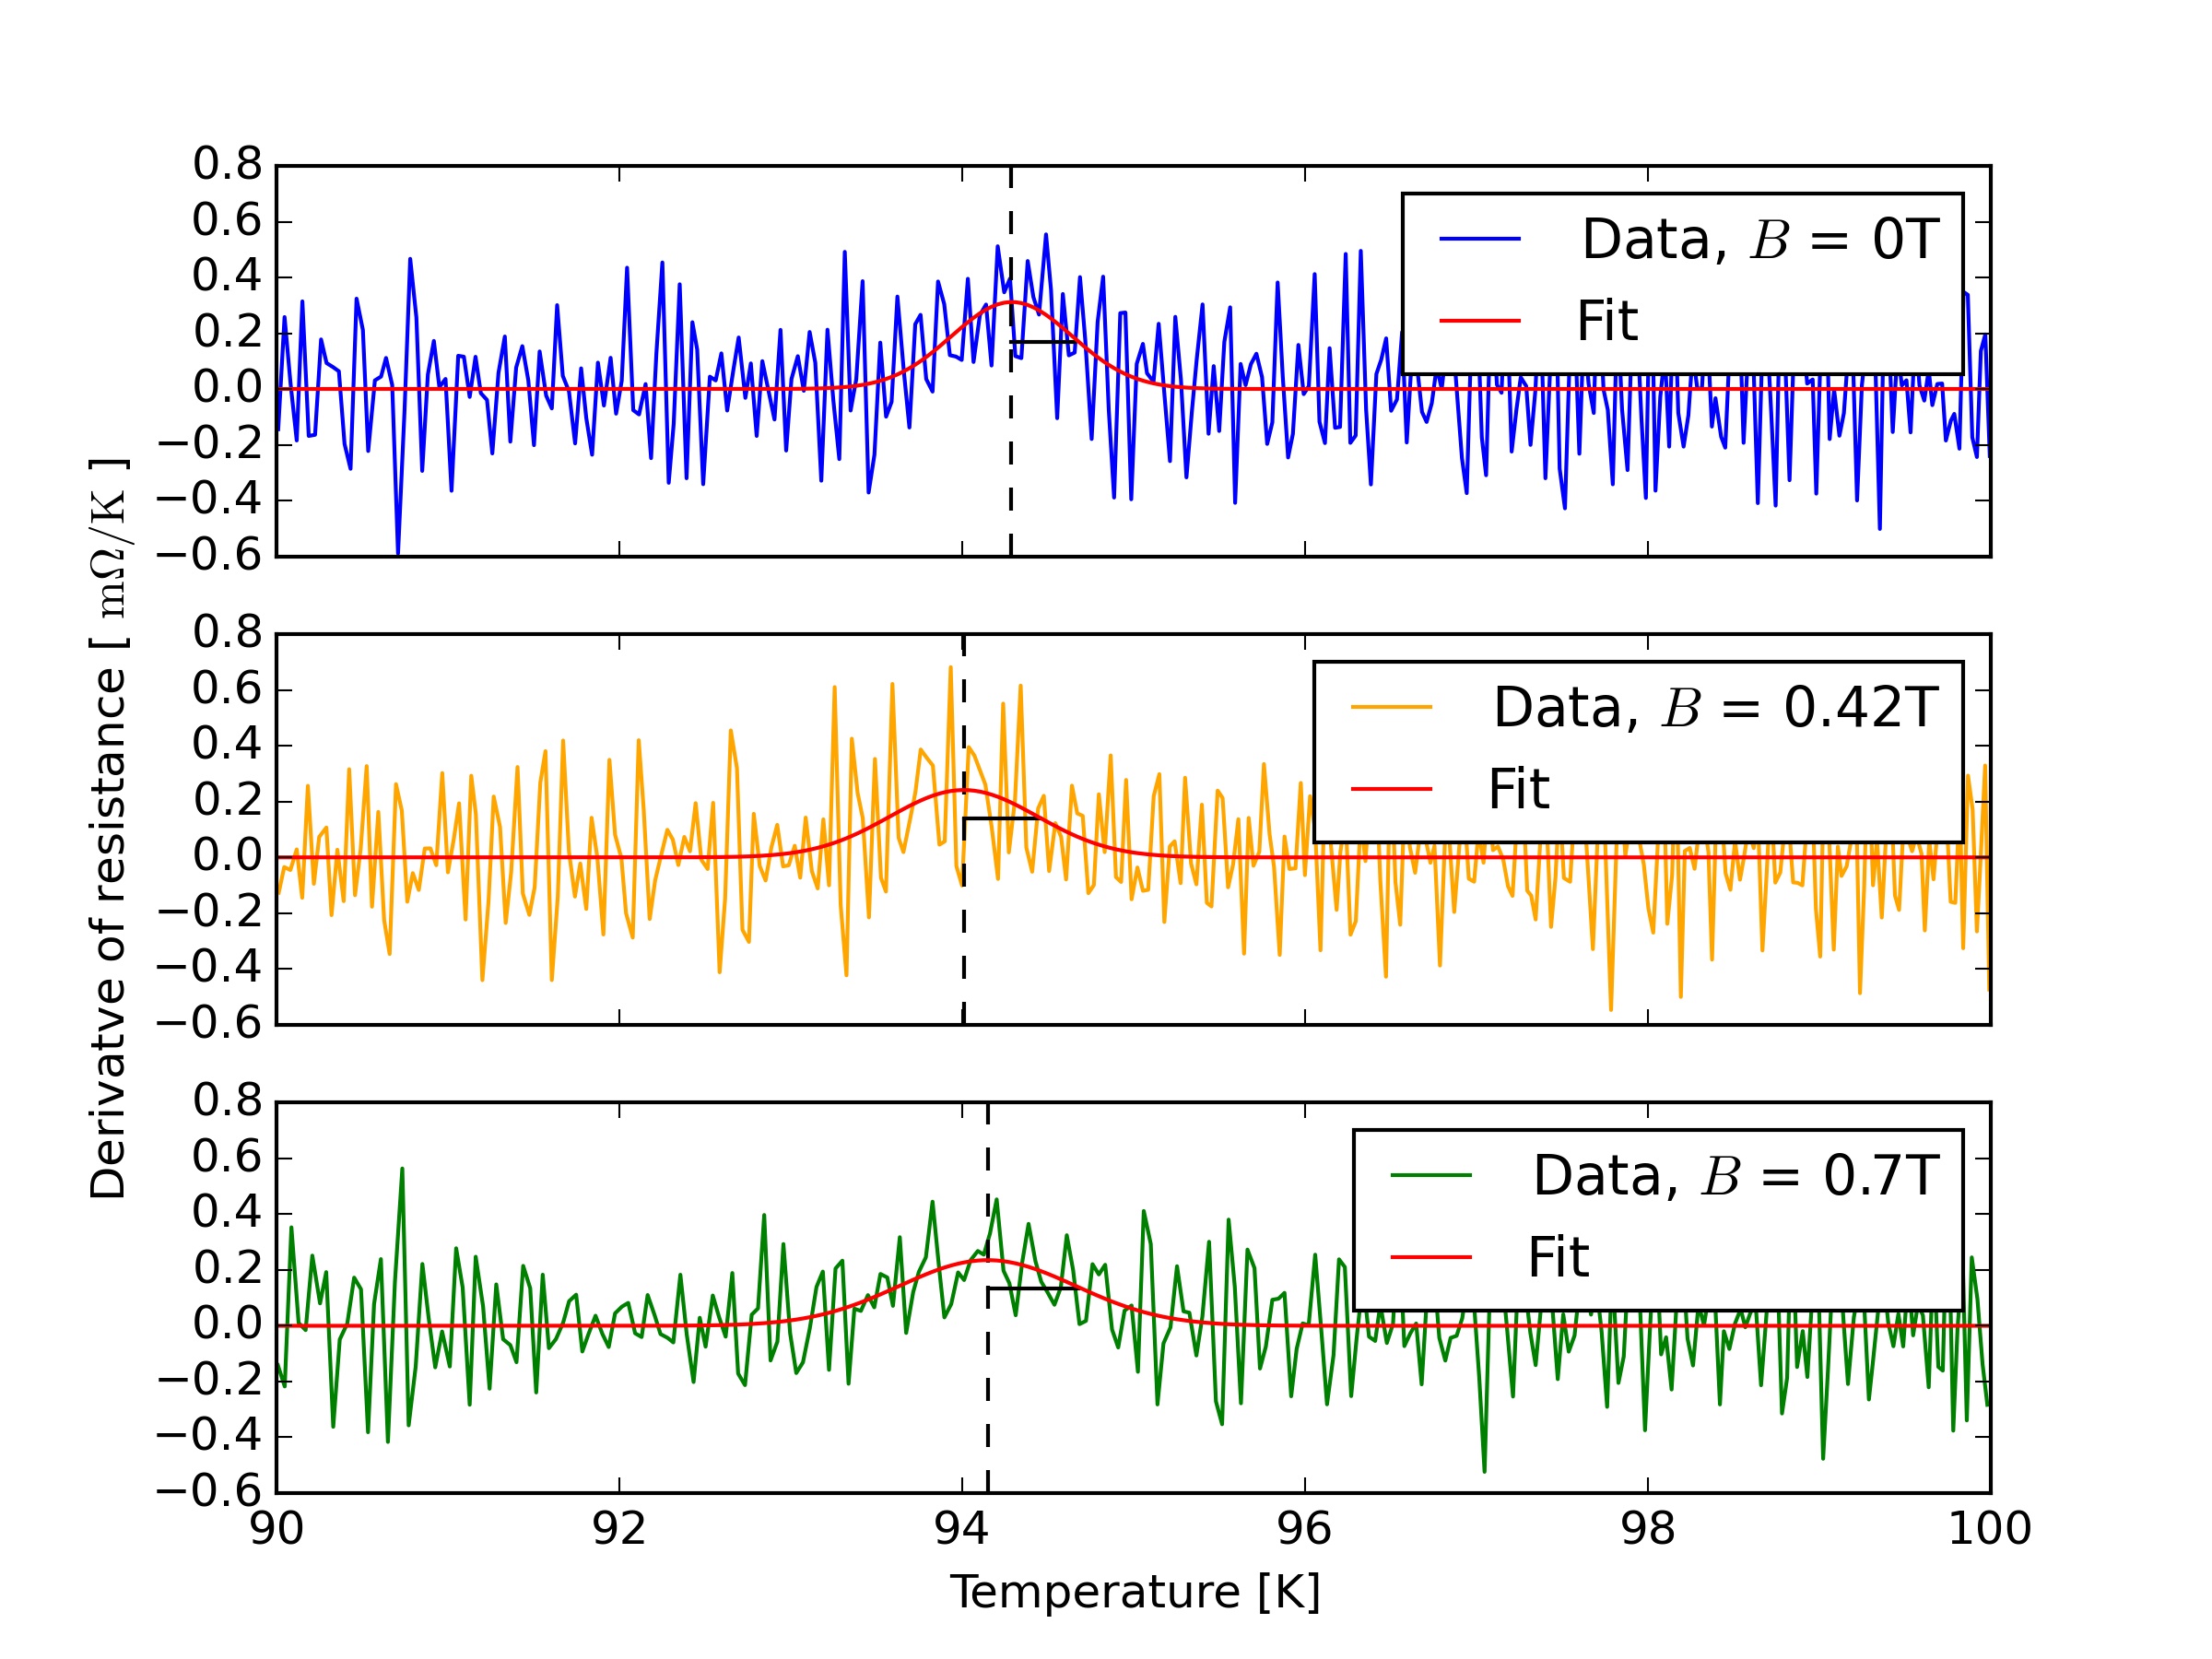 Derivatve of resistance [ mΩ/K ]
0.8
0.6
0.4
0.2
0.0
−0.2
−0.4
−0.6
Data, B = 0T
Fit
0.8
0.6
0.4
0.2
0.0
−0.2
−0.4
−0.6
Data, B = 0.42T
Fit
0.8
0.6
0.4
0.2
0.0
−0.2
−0.4
−0.6
Data, B = 0.7T
Fit
90 92 94 96 98 100
Temperature [K]